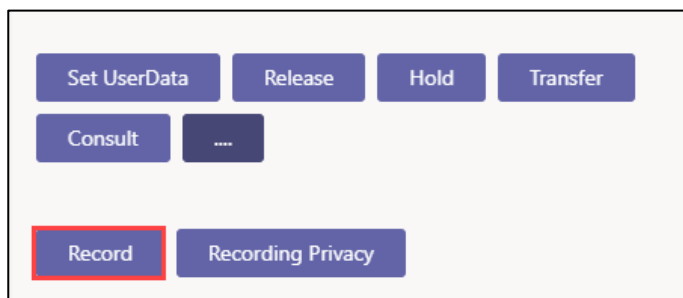 Set UserData Release Hold Transfer
Consult ....
Record Recording Privacy